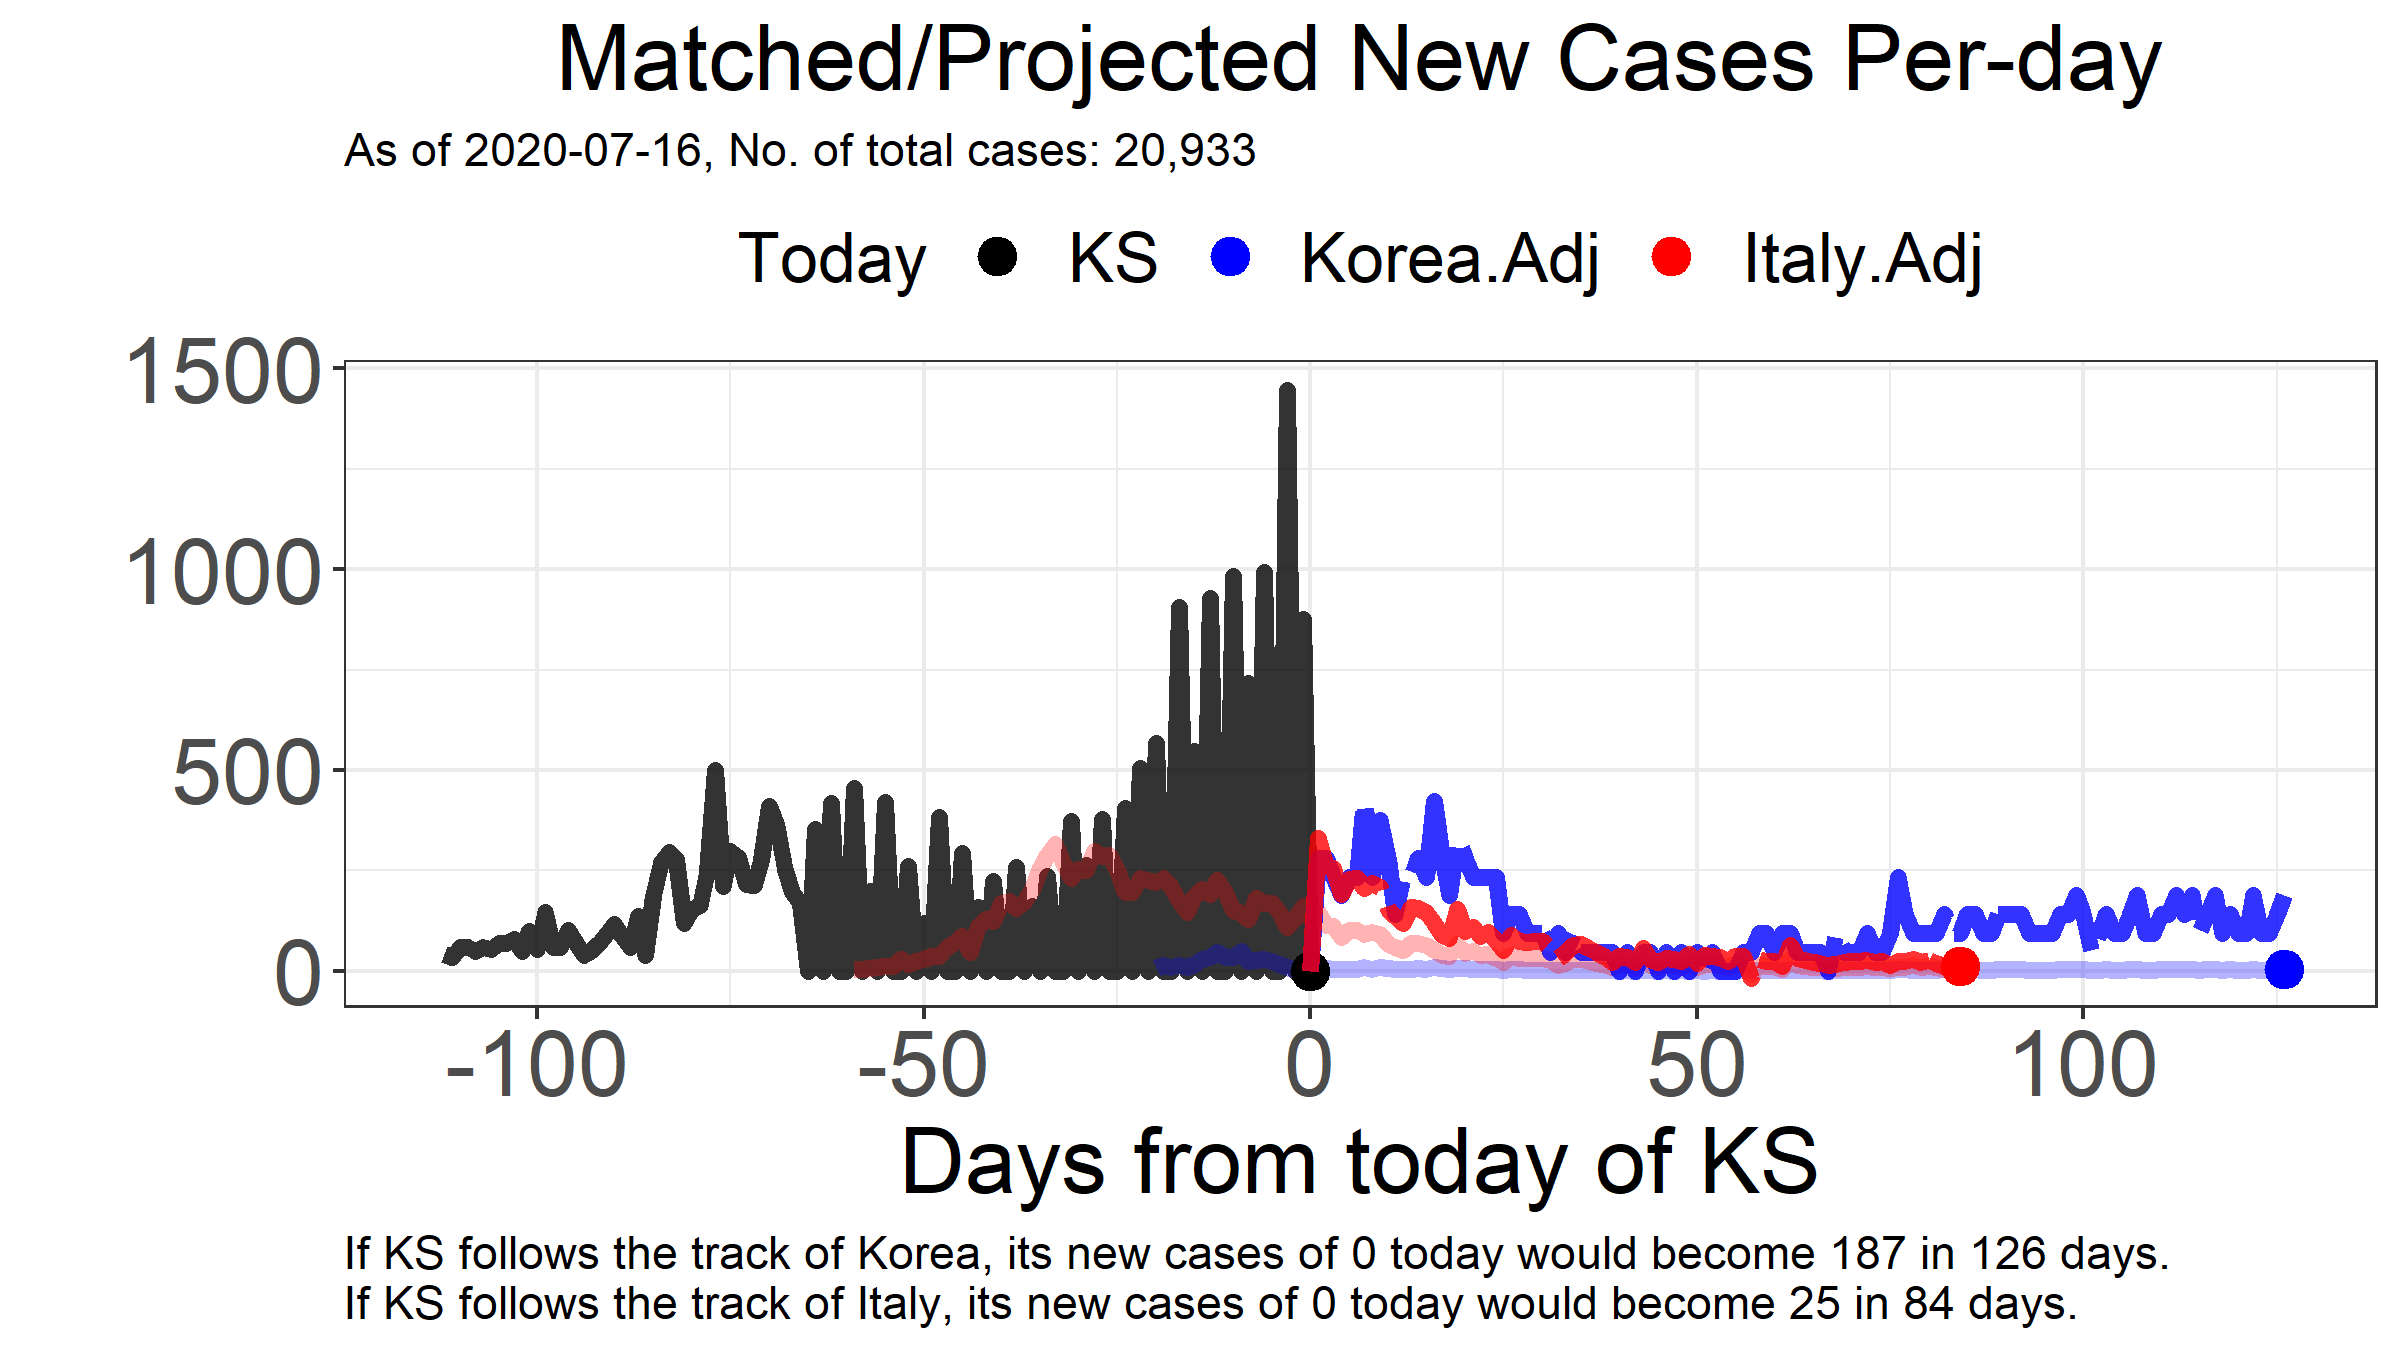 Matched/Projected New Cases Per-day
As of 2020-07-16, No. of total cases: 20,933
Today KS Korea.Adj Italy.Adj
1500
1000
500
0
-100 -50 0 50 100
Days from today of KS
If KS follows the track of Korea, its new cases of 0 today would become 187 in 126 days.
If KS follows the track of Italy, its new cases of 0 today would become 25 in 84 days.